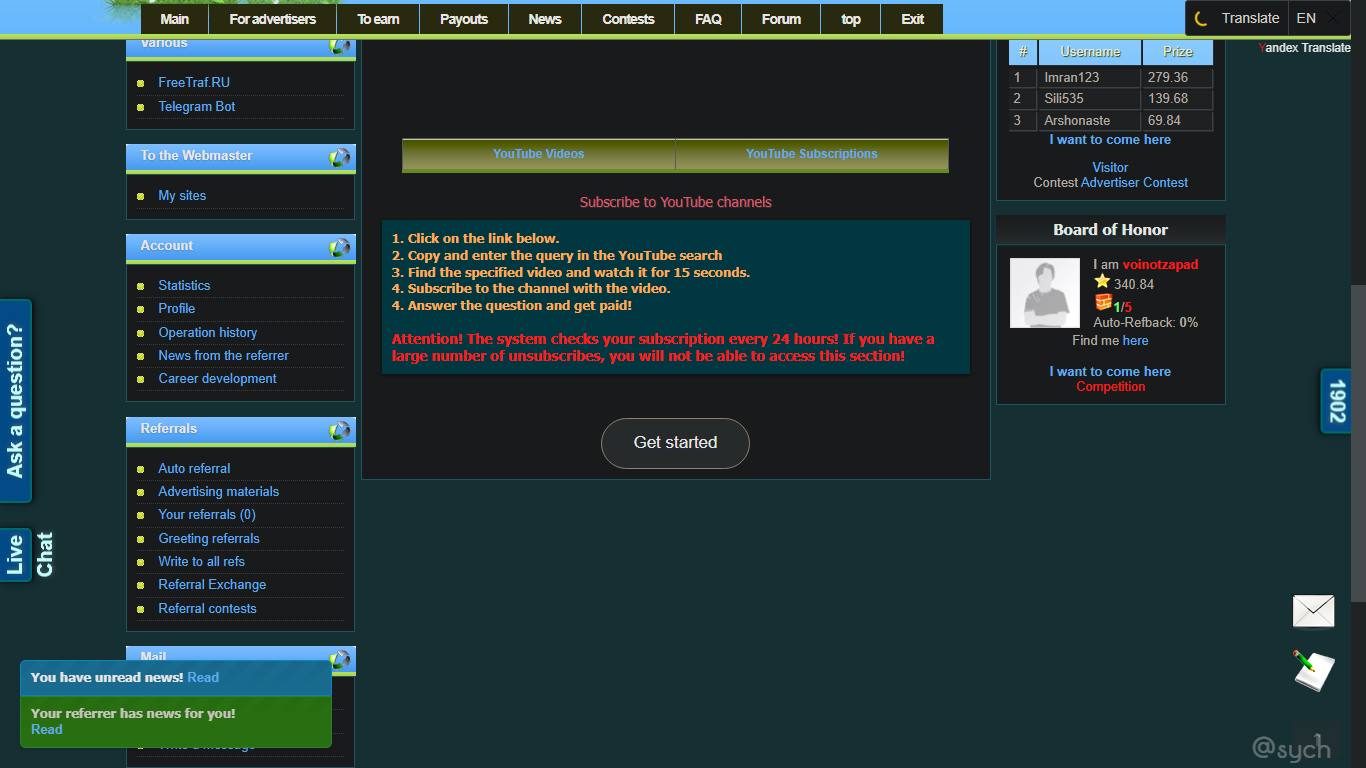 Main
For advertisers
To earn
Payouts
News
Contests
FAQ
Forum
top
Exit
Translate
EN
Yandex Translate
Various
FreeTraf.RU
Telegram Bot
To the Webmaster
My sites
Account
Statistics
Profile
Operation history
News from the referrer
Career development
Referrals
Auto referral
Advertising materials
Your referrals (0)
Greeting referrals
Write to all refs
Referral Exchange
Referral contests
Mail
YouTube Videos
YouTube Subscriptions
Subscribe to YouTube channels
1. Click on the link below.
2. Copy and enter the query in the YouTube search
3. Find the specified video and watch it for 15 seconds.
4. Subscribe to the channel with the video.
4. Answer the question and get paid!
Attention! The system checks your subscription every 24 hours! If you have a
large number of unsubscribes, you will not be able to access this section!
Get started
# Username Prize
1 Imran123 279.36
2 Sili535 139.68
3 Arshonaste 69.84
I want to come here
Visitor
Contest Advertiser Contest
Board of Honor
I am voinotzapad
340.84
1/5
Auto-Refback: 0%
Find me here
I want to come here
Competition
Ask a question?
Live
Chat
1902
You have unread news! Read
Your referrer has news for you!
Read
@sych